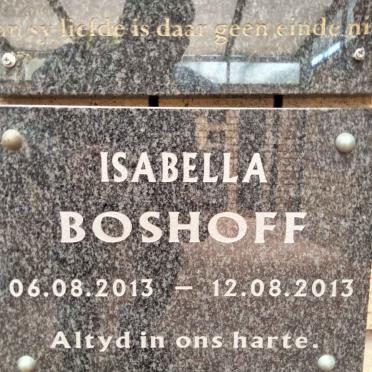 sy liefde is daar geen einde
ISABELLA
BOSHOFF
06.08.2013 – 12.08.2013
Altyd in ons harte.